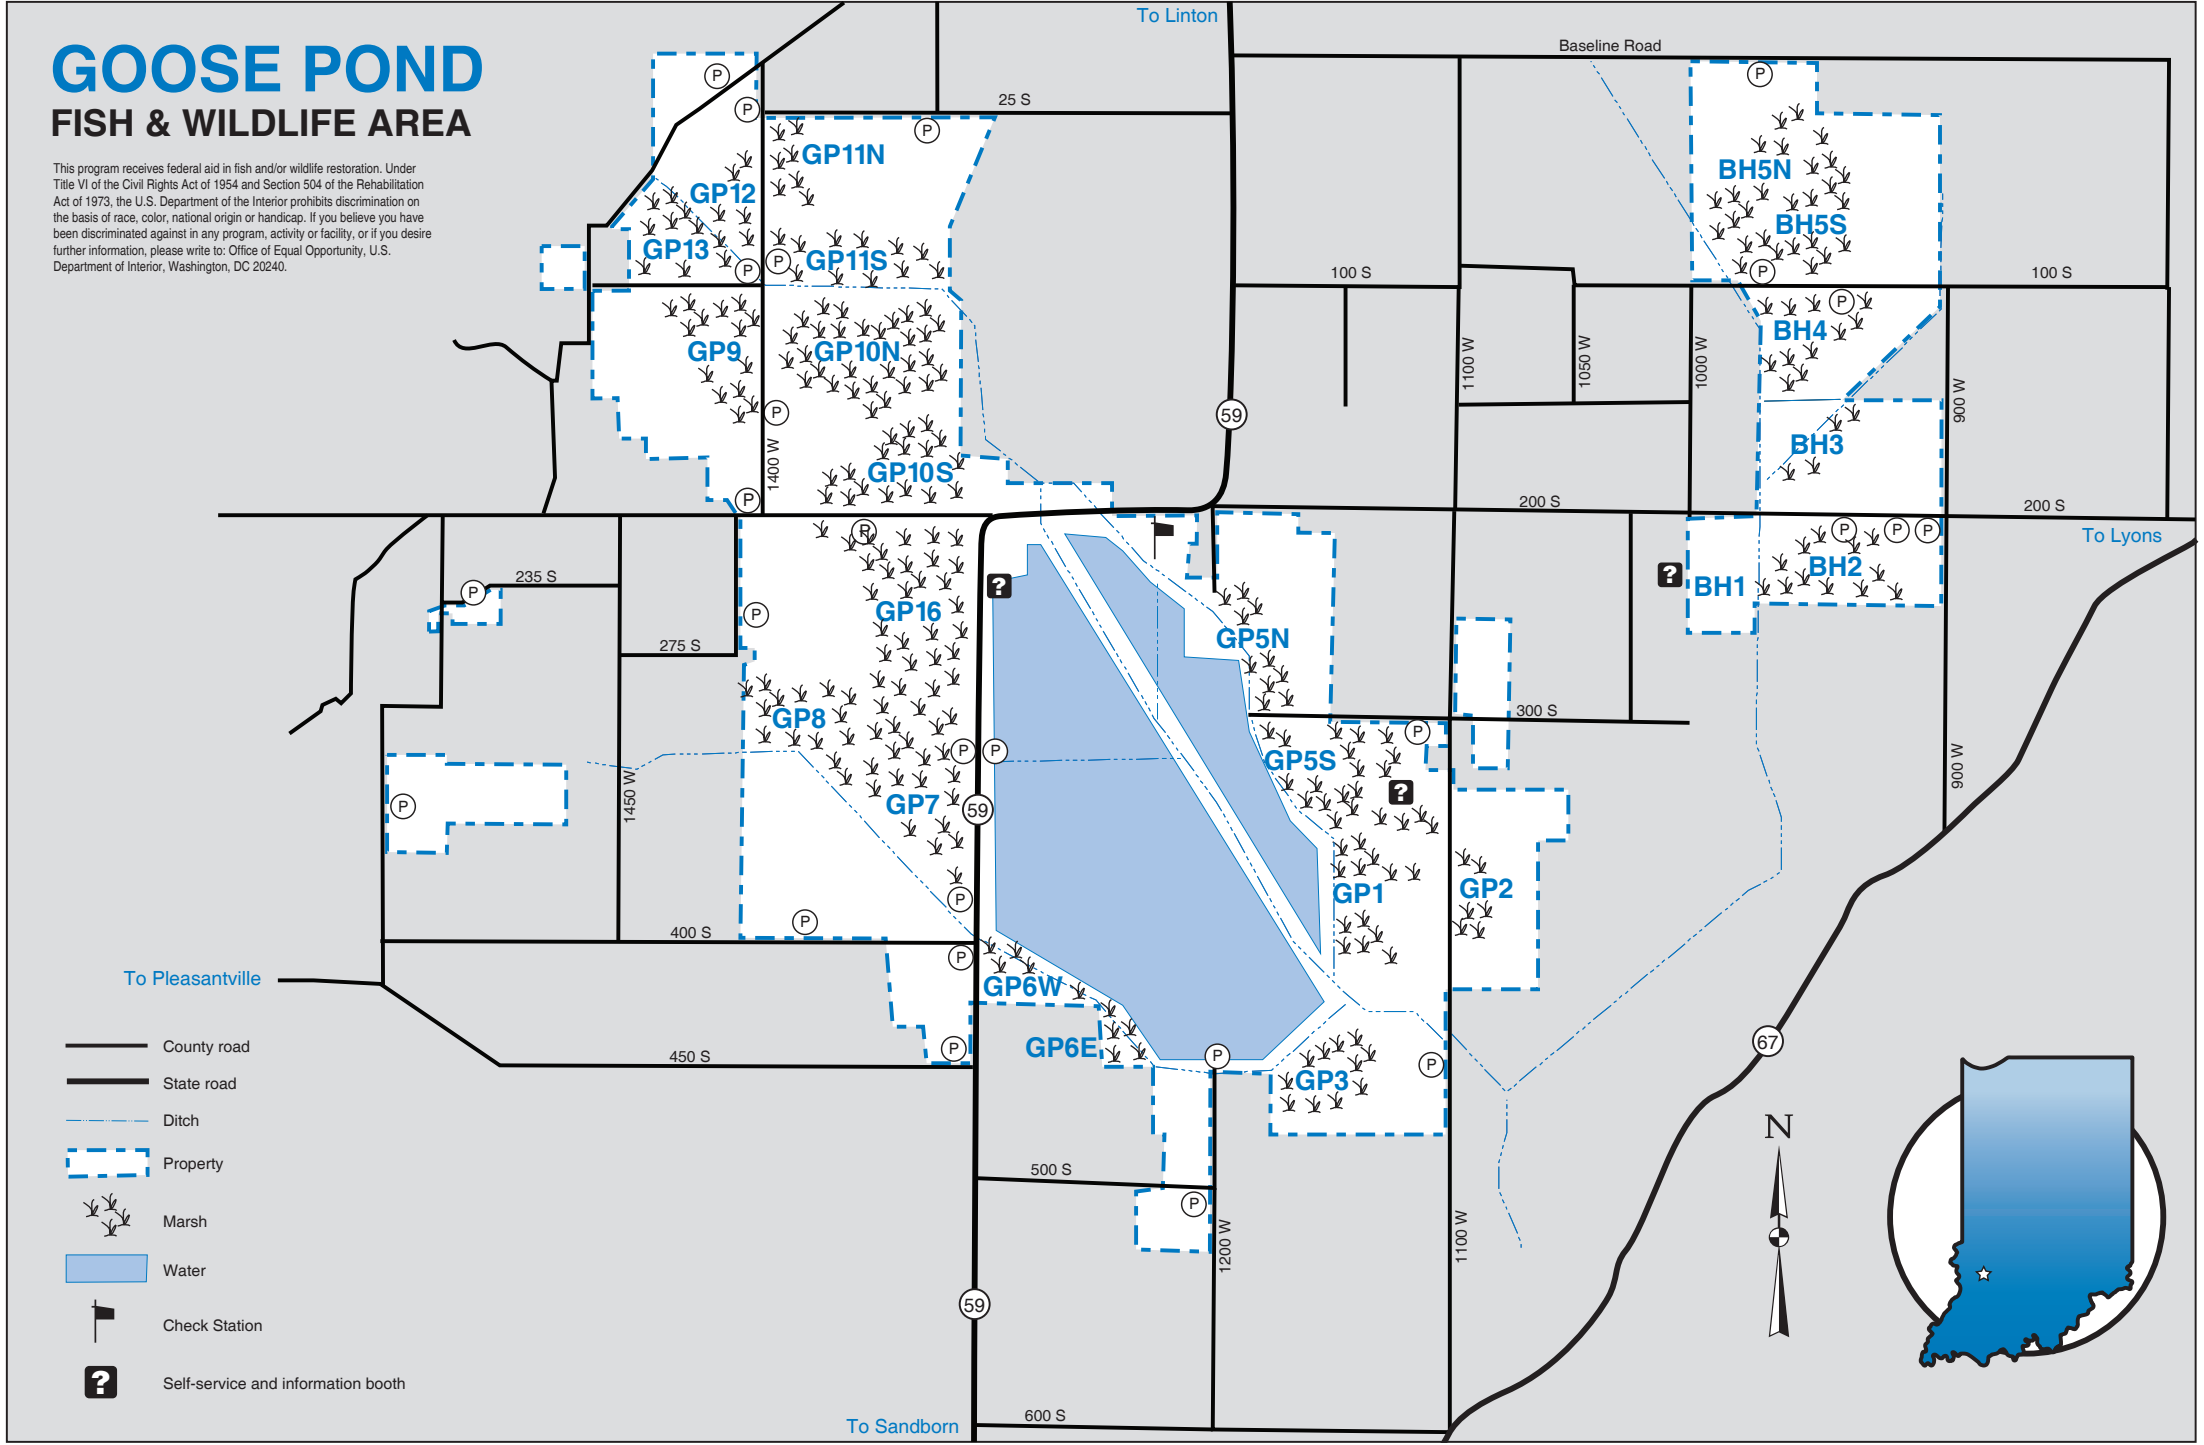 To Linton
GOOSE POND
FISH & WILDLIFE AREA
This program receives federal aid in fish and/or wildlife restoration. Under
Title VI of the Civil Rights Act of 1954 and Section 504 of the Rehabilitation
Act of 1973, the U.S. Department of the Interior prohibits discrimination on
the basis of race, color, national origin or handicap. If you believe you have
been discriminated against in any program, activity or facility, or if you desire
further information, please write to: Office of Equal Opportunity, U.S.
Department of Interior, Washington, DC 20240.
Baseline Road
P
P
P
25 S
P
GP11N
BH5N
GP12
BH5S
GP13
GP11S
P
P
P
100 S
100 S
P
BH4
GP9
GP10N
1100 W
1050 W
1000 W
900 W
P
59
BH3
1400 W
GP10S
P
200 S
200 S
To Lyons
R
P
P
P
235 S
P
?
?
BH1
BH2
P
GP16
GP5N
275 S
GP8
300 S
P
P
P
GP5S
900 W
1450 W
P
GP7
59
?
GP1
GP2
P
P
400 S
P
To Pleasantville
GP6W
GP6E
P
450 S
P
P
GP3
67
County road
State road
Ditch
Property
Marsh
Water
Check Station
?
Self-service and information booth
N
500 S
P
1200 W
1100 W
59
600 S
To Sandborn